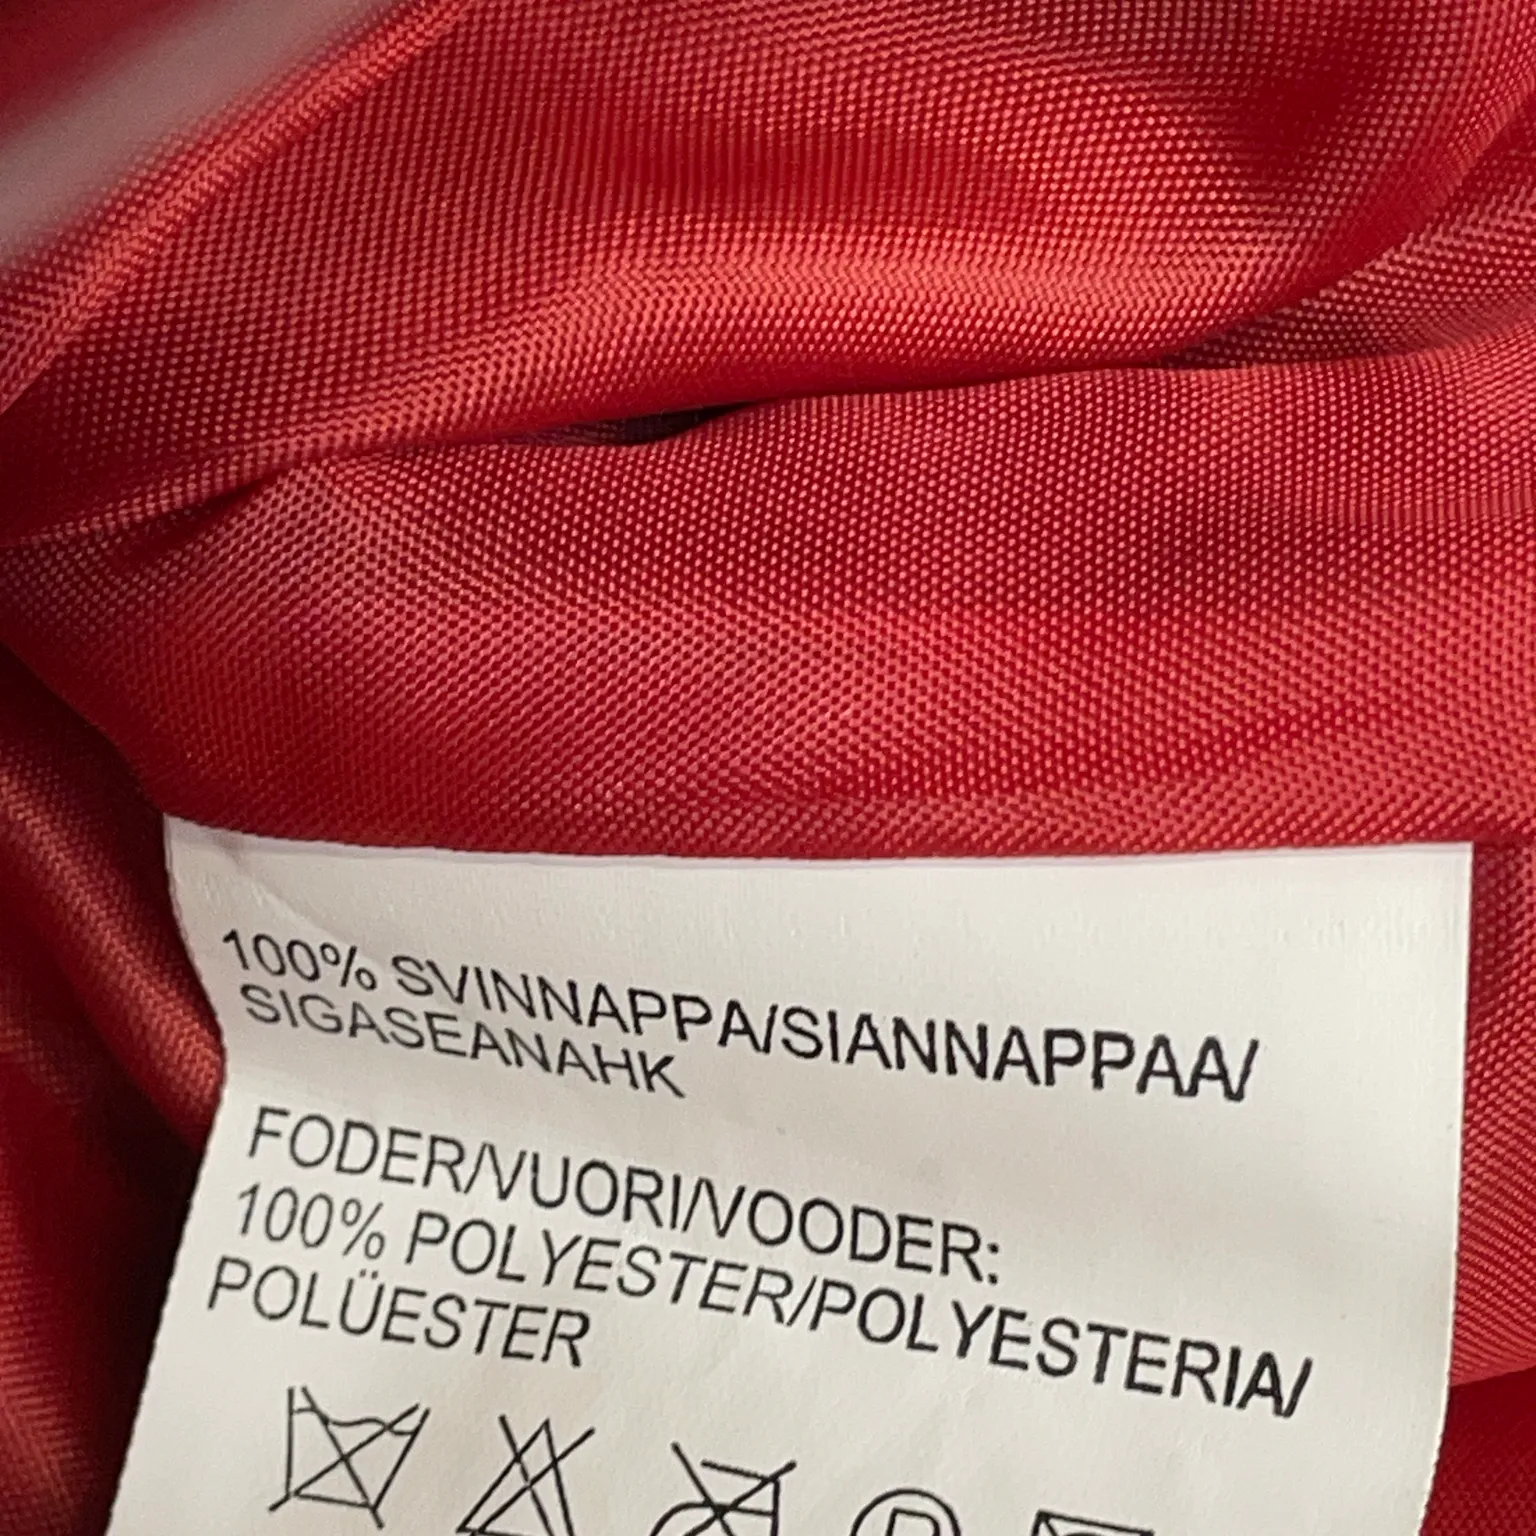 100% SVINNAPPA/SIANNAPPAA/
SIGASEANAHK
FODER/VUORI/VOODER:
100% POLYESTER/POLYESTERIA/
POLÜESTER